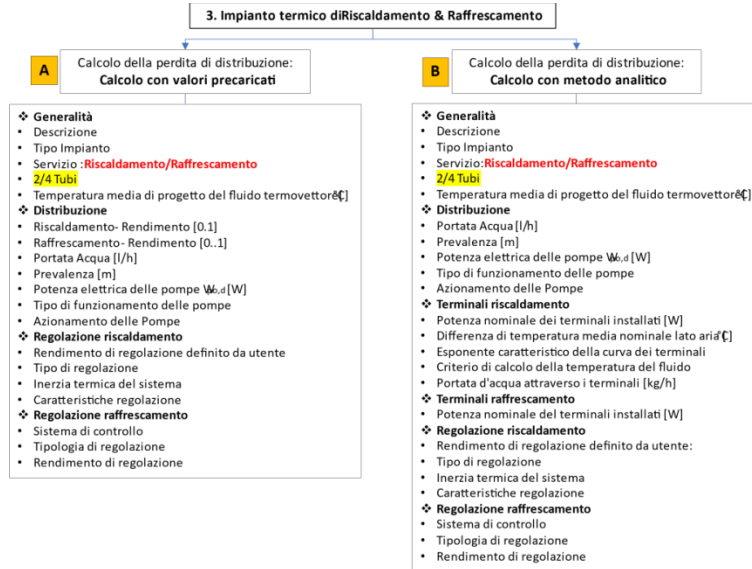 3. Impianto termico diRiscaldamento & Raffrescamento
A
Calcolo della perdita di distribuzione:
Calcolo con valori precaricati
❖ Generalità
• Descrizione
• Tipo Impianto
• Servizio :Riscaldamento/Raffrescamento
• 2/4 Tubi
• Temperatura media di progetto del fluido termovettore[°C]
❖ Distribuzione
• Riscaldamento- Rendimento [0.1]
• Raffrescamento- Rendimento [0..1]
• Portata Acqua [l/h]
• Prevalenza [m]
• Potenza elettrica delle pompe Wpo,d [W]
• Tipo di funzionamento delle pompe
• Azionamento delle Pompe
❖ Regolazione riscaldamento
• Rendimento di regolazione definito da utente
• Tipo di regolazione
• Inerzia termica del sistema
• Caratteristiche regolazione
❖ Regolazione raffrescamento
• Sistema di controllo
• Tipologia di regolazione
• Rendimento di regolazione
B
Calcolo della perdita di distribuzione:
Calcolo con metodo analitico
❖ Generalità
• Descrizione
• Tipo Impianto
• Servizio:Riscaldamento/Raffrescamento
• 2/4 Tubi
• Temperatura media di progetto del fluido termovettore[°C]
❖ Distribuzione
• Portata Acqua [l/h]
• Prevalenza [m]
• Potenza elettrica delle pompe Wpo,d [W]
• Tipo di funzionamento delle pompe
• Azionamento delle Pompe
❖ Terminali riscaldamento
• Potenza nominale dei terminali installati [W]
• Differenza di temperatura media nominale lato aria[°C]
• Esponente caratteristico della curva dei terminali
• Criterio di calcolo della temperatura del fluido
• Portata d'acqua attraverso i terminali [kg/h]
❖ Terminali raffrescamento
• Potenza nominale del terminali installati [W]
❖ Regolazione riscaldamento
• Rendimento di regolazione definito da utente:
• Tipo di regolazione
• Inerzia termica del sistema
• Caratteristiche regolazione
❖ Regolazione raffrescamento
• Sistema di controllo
• Tipologia di regolazione
• Rendimento di regolazione